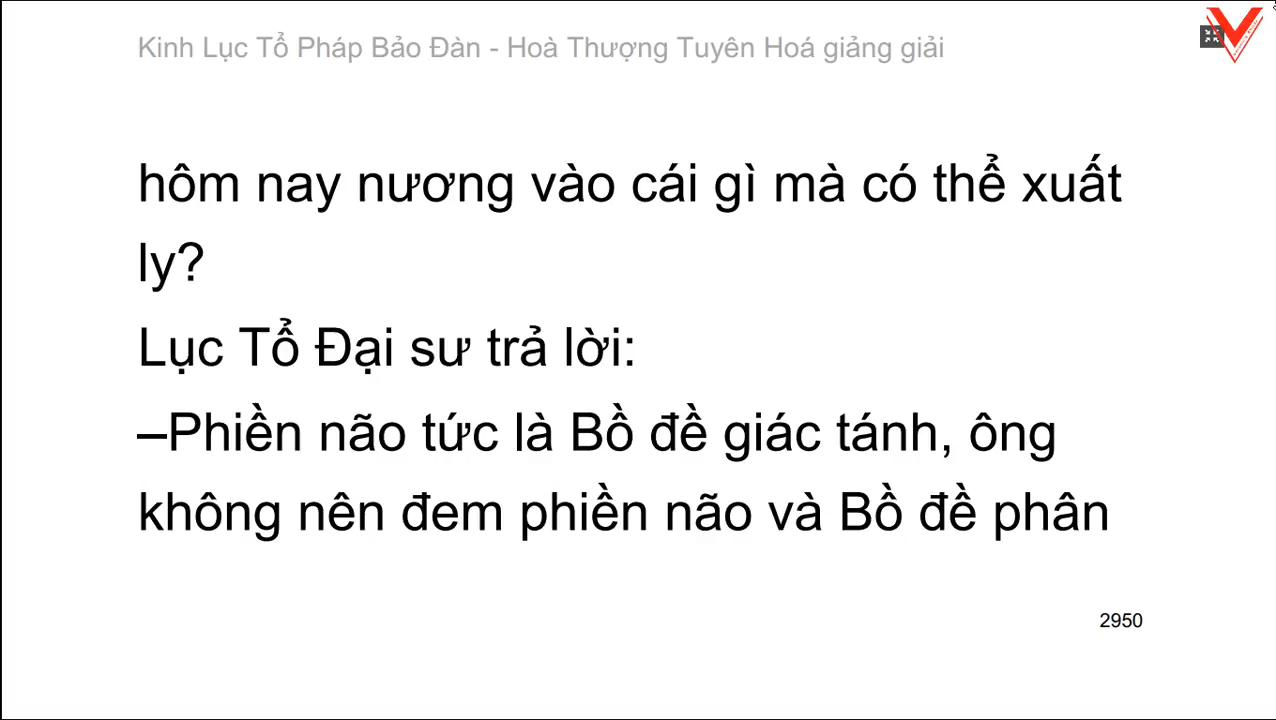 Kinh Lục Tổ Pháp Bảo Đàn - Hoà Thượng Tuyên Hoá giảng giải
hôm nay nương vào cái gì mà có thể xuất
ly?
Lục Tổ Đại sư trả lời:
–Phiền não tức là Bồ đề giác tánh, ông
không nên đem phiền não và Bồ đề phân
2950